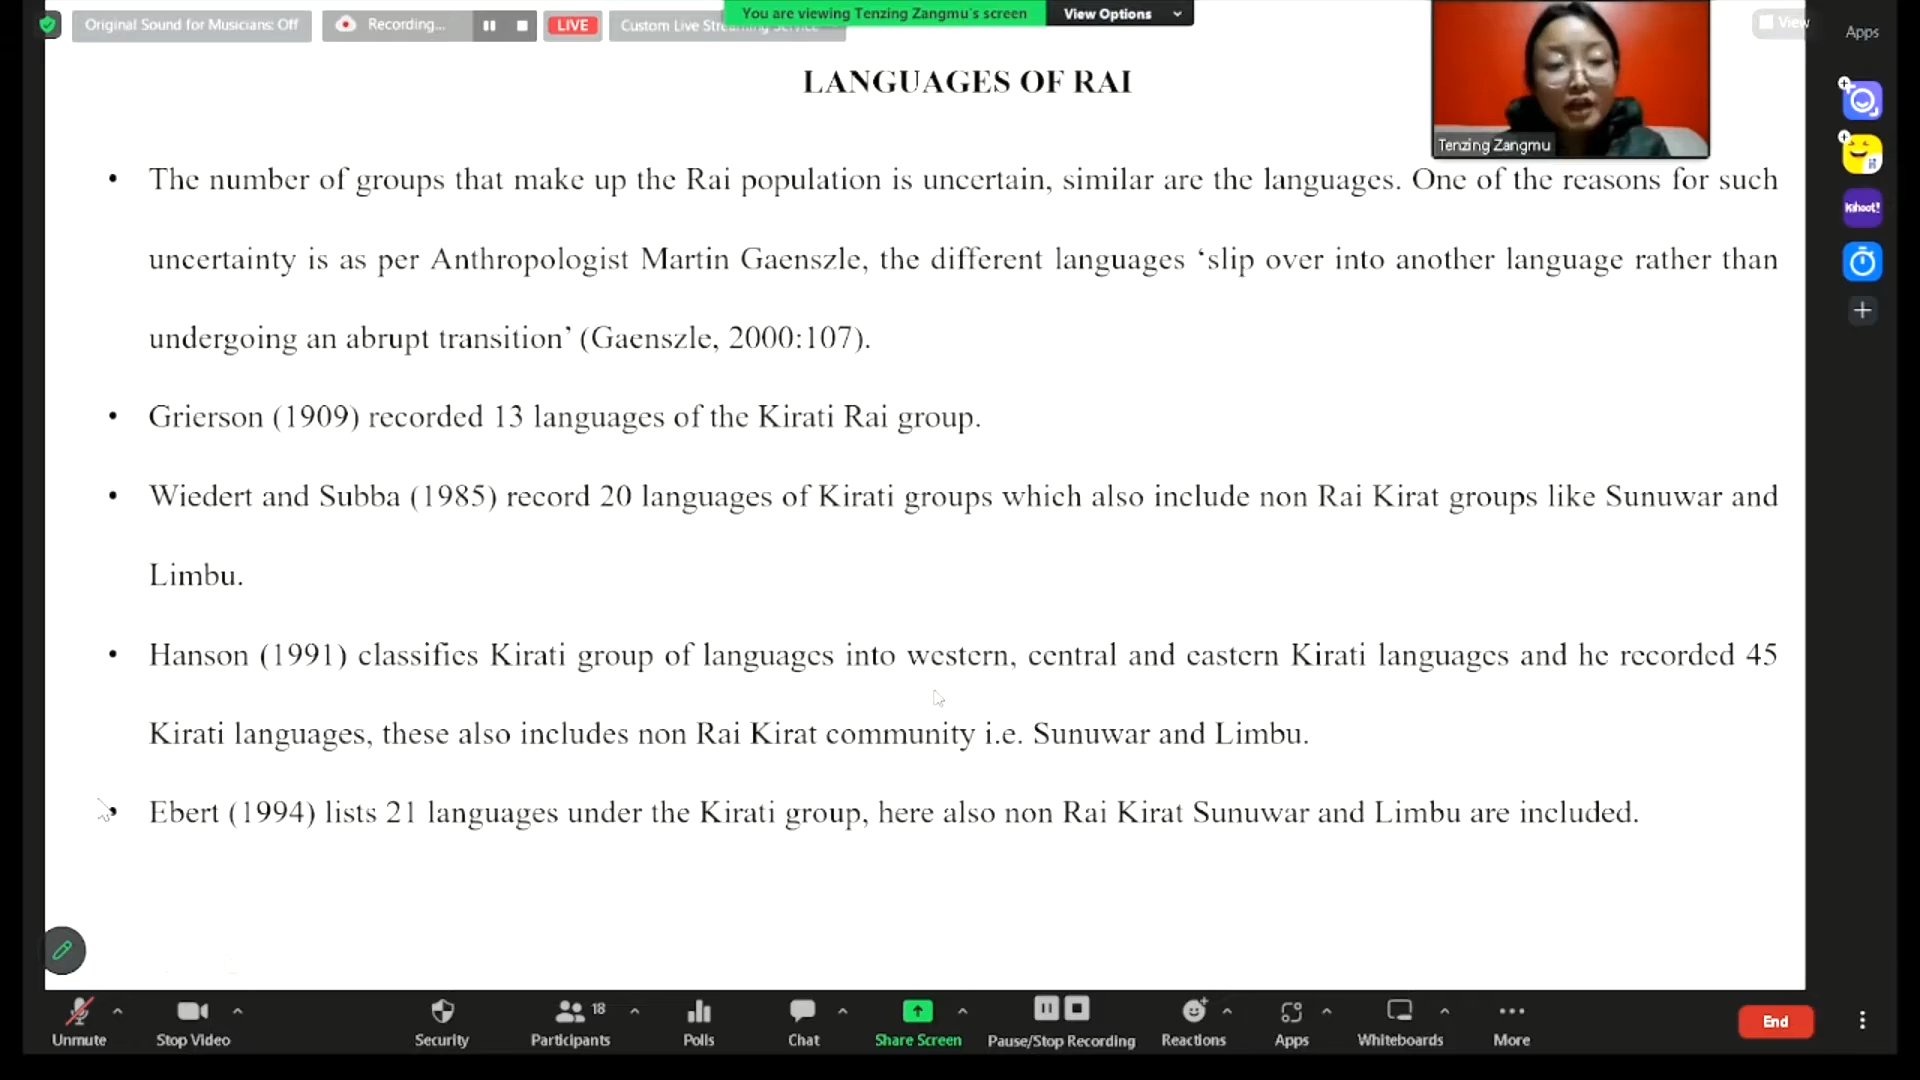 Original Sound for Musicians: Off
Recording...
LIVE
Custom Live Streaming Service
You are viewing Tenzing Zangmu's screen
View Options
View
Apps
LANGUAGES OF RAI
Tenzing Zangmu
Kahoot!
• The number of groups that make up the Rai population is uncertain, similar are the languages. One of the reasons for such
uncertainty is as per Anthropologist Martin Gaenszle, the different languages ‘slip over into another language rather than
undergoing an abrupt transition’ (Gaenszle, 2000:107).
• Grierson (1909) recorded 13 languages of the Kirati Rai group.
• Wiedert and Subba (1985) record 20 languages of Kirati groups which also include non Rai Kirat groups like Sunuwar and
Limbu.
• Hanson (1991) classifies Kirati group of languages into western, central and eastern Kirati languages and he recorded 45
Kirati languages, these also includes non Rai Kirat community i.e. Sunuwar and Limbu.
• Ebert (1994) lists 21 languages under the Kirati group, here also non Rai Kirat Sunuwar and Limbu are included.
18
Unmute
Stop Video
Security
Participants
Polls
Chat
Share Screen
Pause/Stop Recording
Reactions
Apps
Whiteboards
More
End